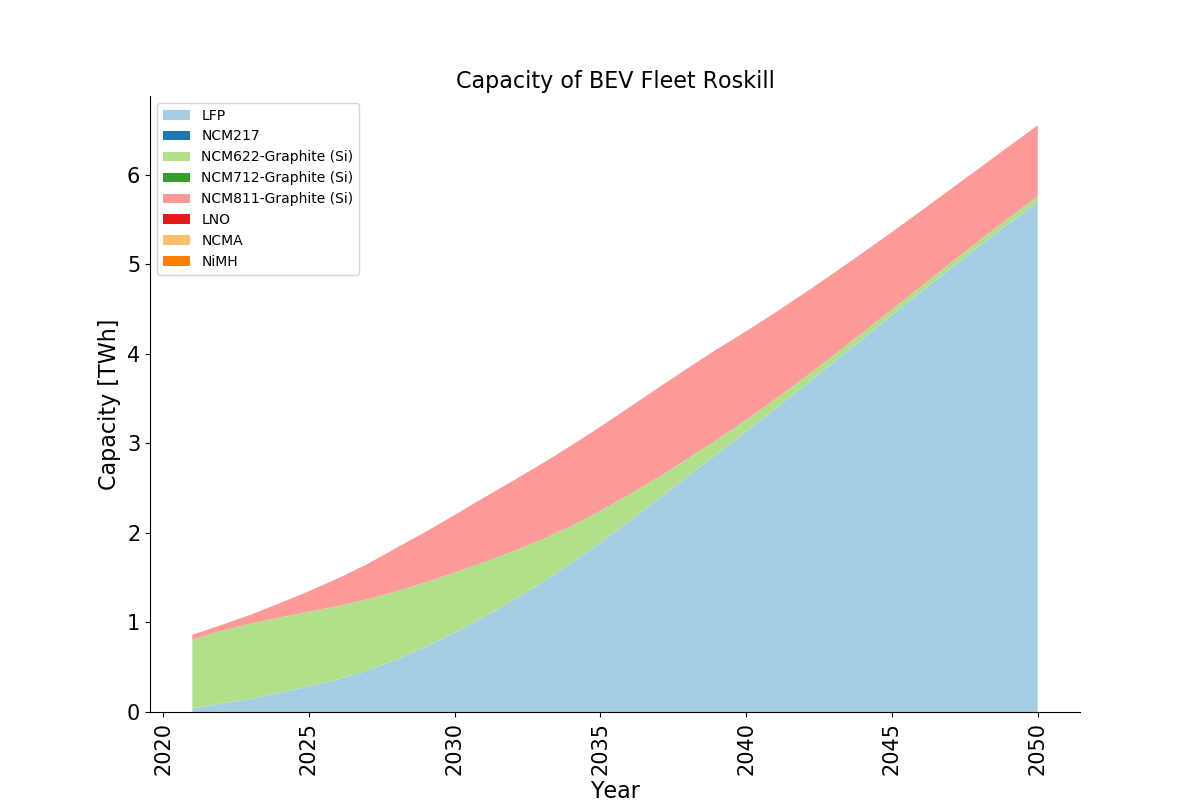 Capacity of BEV Fleet Roskill
LFP
NCM217
NCM622-Graphite (Si)
NCM712-Graphite (Si)
NCM811-Graphite (Si)
LNO
NCMA
NiMH
Capacity [TWh]
6
5
4
3
2
1
0
2020
2025
2030
2035
2040
2045
2050
Year